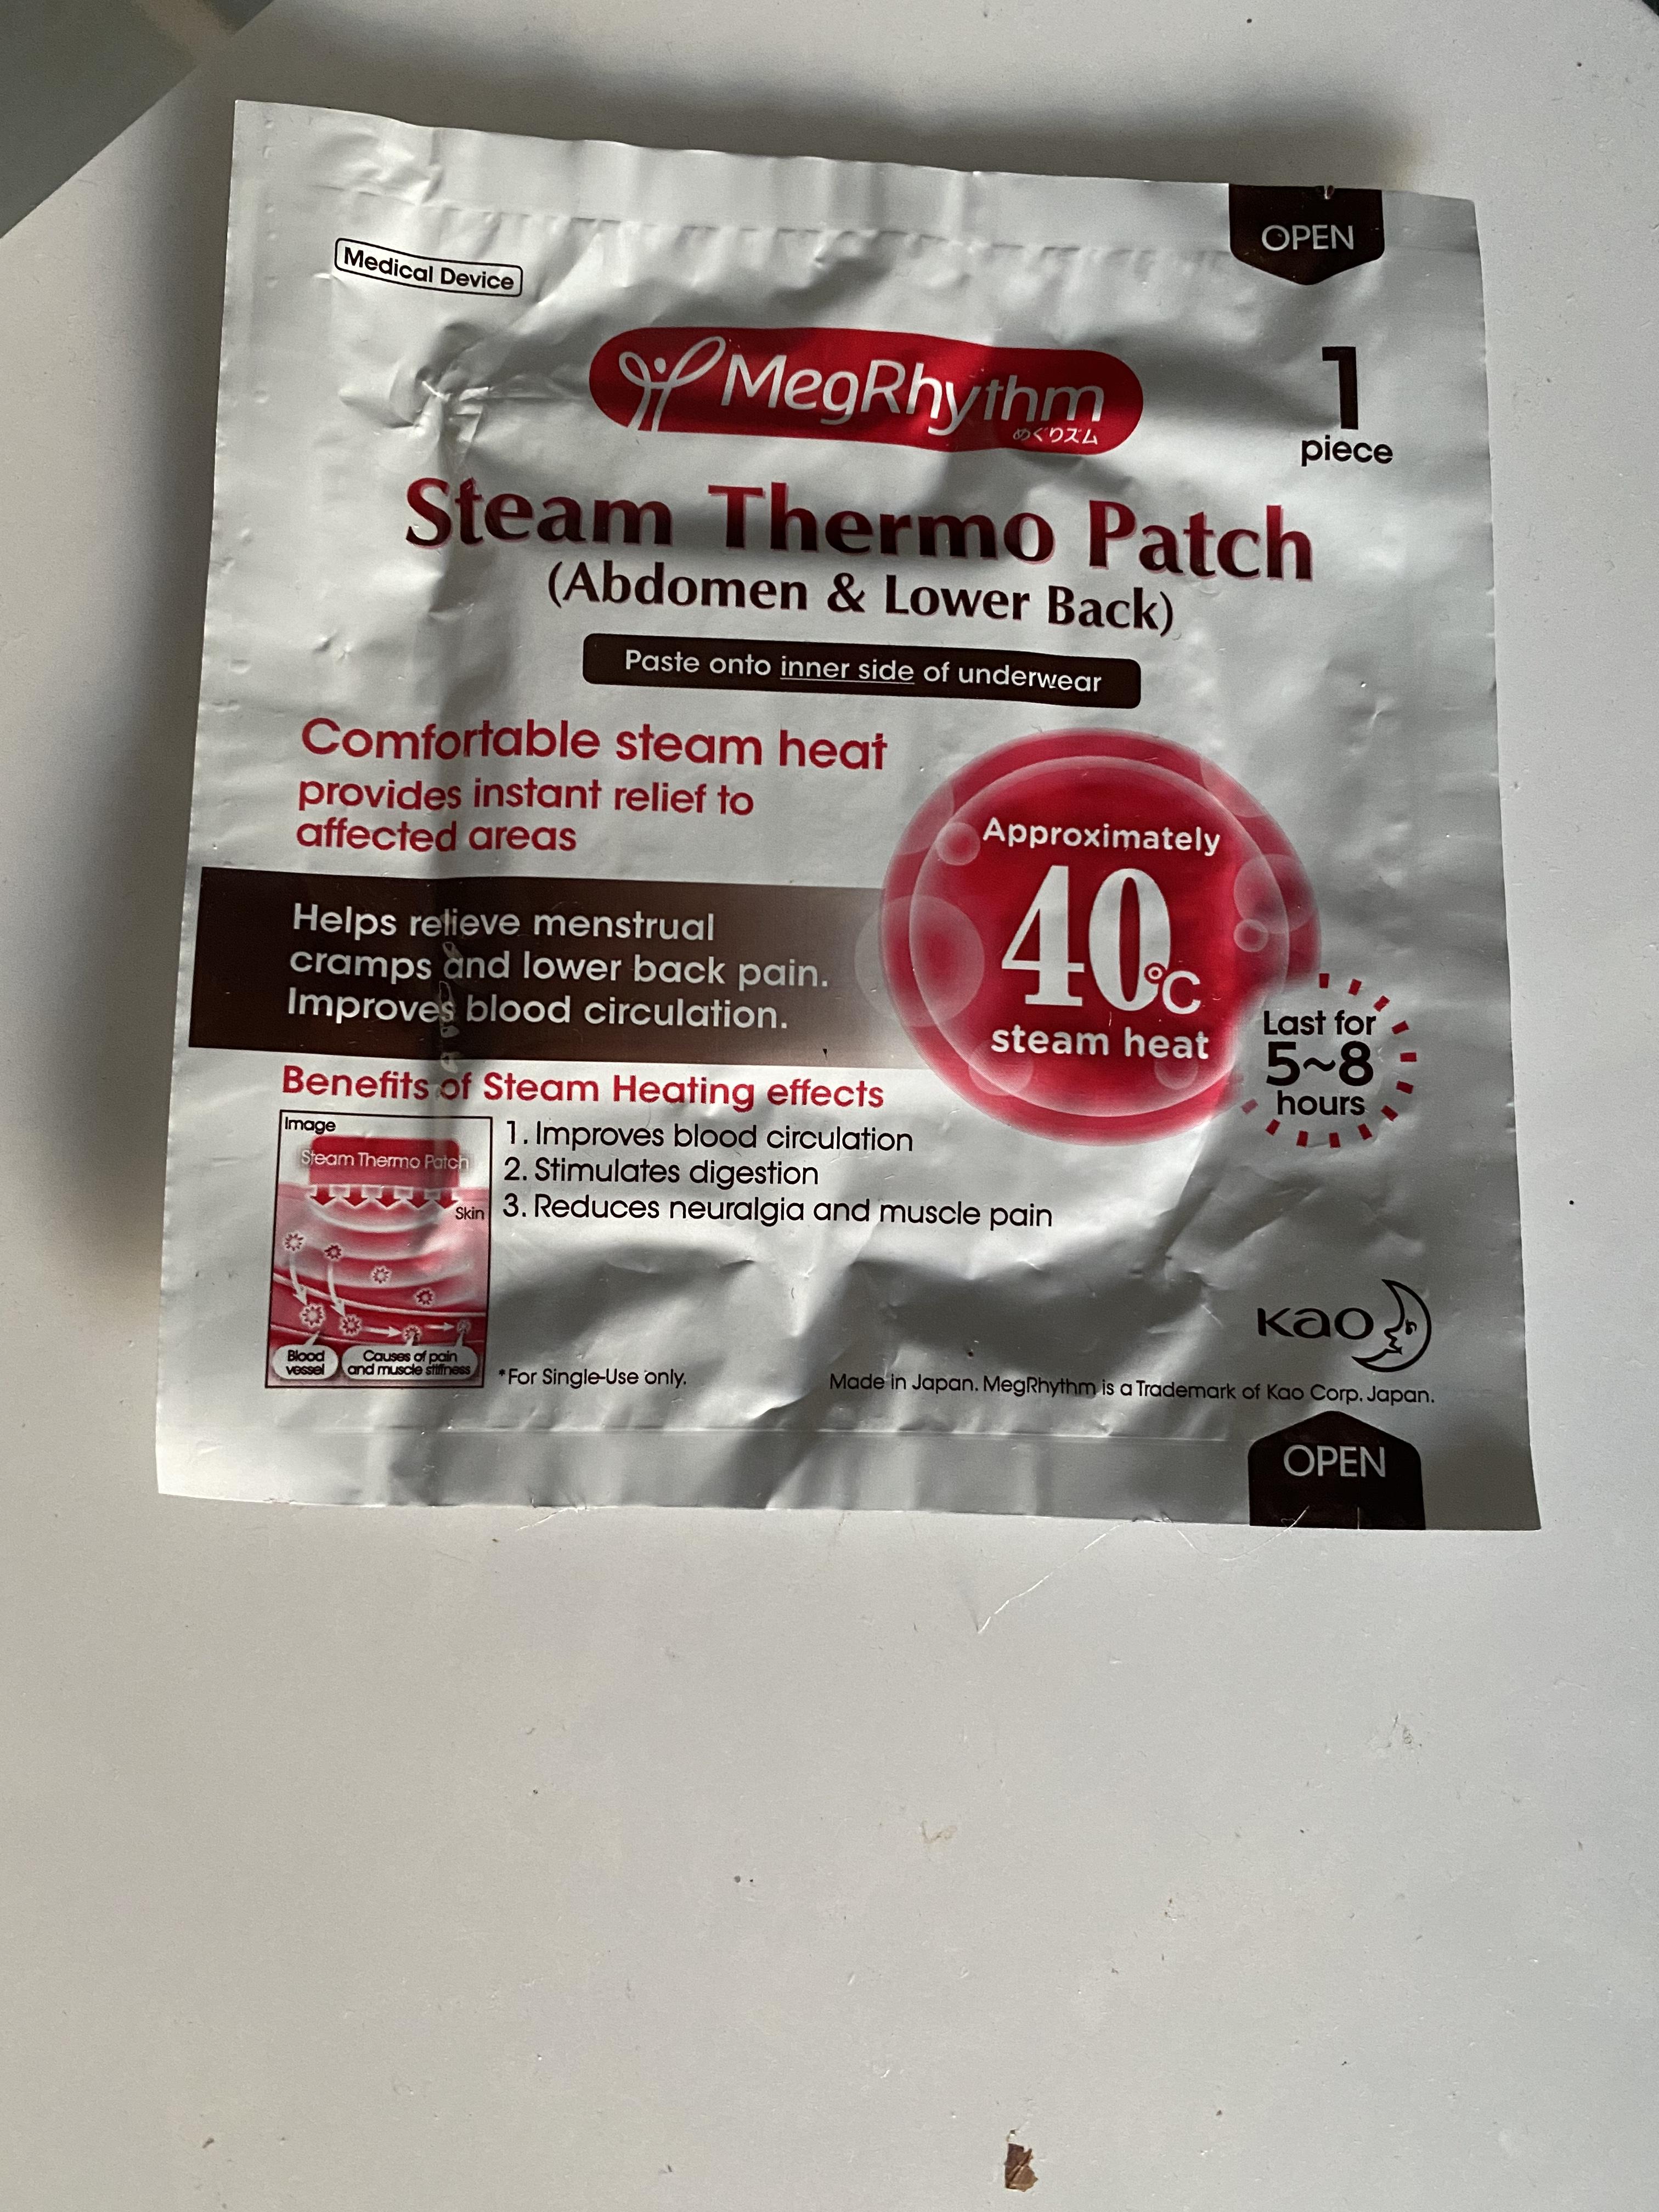 Medical Device
OPEN
MegRhythm
めぐりズム
1
piece
Steam Thermo Patch
(Abdomen & Lower Back)
Paste onto inner side of underwear
Comfortable steam heat
provides instant relief to
affected areas
Approximately
40℃
steam heat
Helps relieve menstrual
cramps and lower back pain.
Improves blood circulation.
Last for
5~8
hours
Benefits of Steam Heating effects
1. Improves blood circulation
2. Stimulates digestion
3. Reduces neuralgia and muscle pain
Image
Steam Thermo Patch
Skin
Blood
vessel
Causes of pain
and muscle stiffness
*For Single-Use only.
Kao
Made in Japan. MegRhythm is a Trademark of Kao Corp. Japan.
OPEN